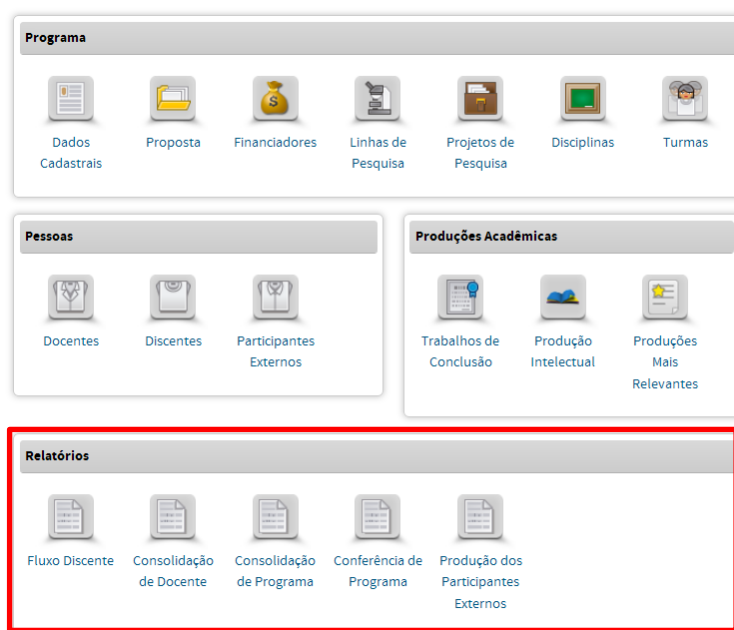 Programa
Dados Cadastrais
Proposta
Financiadores
Linhas de Pesquisa
Projetos de Pesquisa
Disciplinas
Turmas
Pessoas
Docentes
Discentes
Participantes Externos
Produções Acadêmicas
Trabalhos de Conclusão
Produção Intelectual
Produções Mais Relevantes
Relatórios
Fluxo Discente
Consolidação de Docente
Consolidação de Programa
Conferência de Programa
Produção dos Participantes Externos